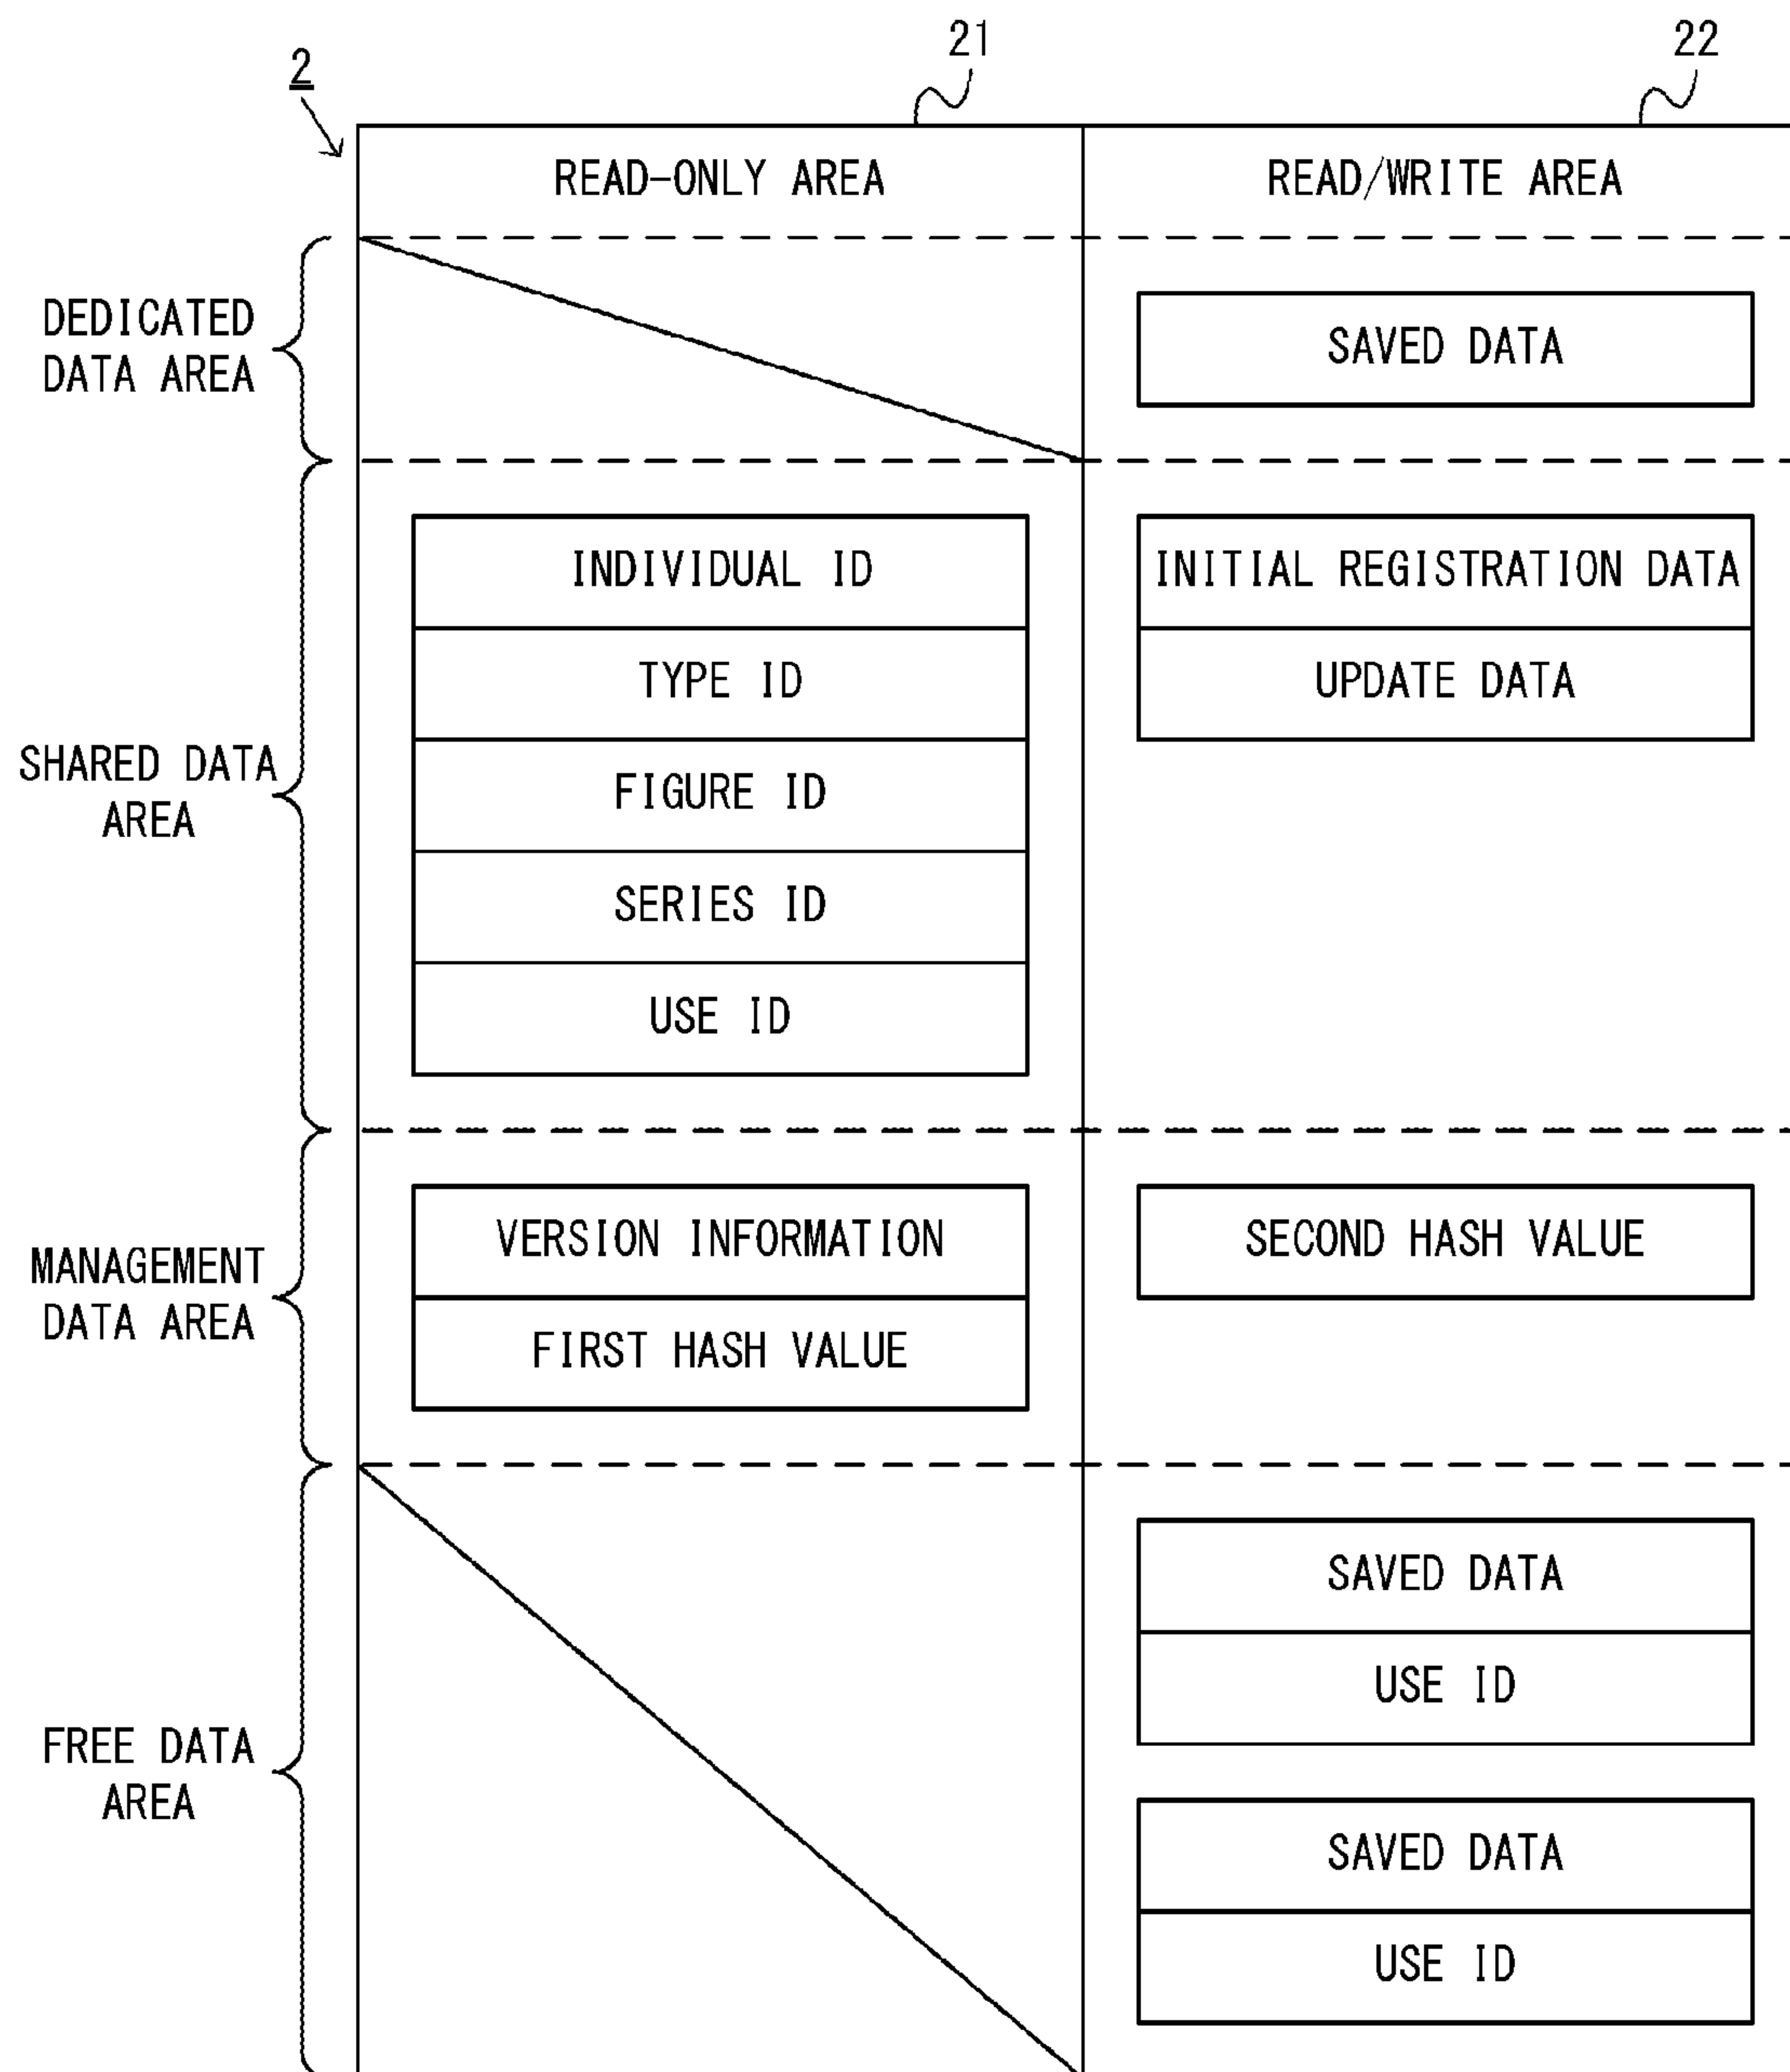 2
21
22
READ-ONLY AREA
READ/WRITE AREA
DEDICATED
DATA AREA
SAVED DATA
SHARED DATA
AREA
INDIVIDUAL ID
TYPE ID
FIGURE ID
SERIES ID
USE ID
INITIAL REGISTRATION DATA
UPDATE DATA
MANAGEMENT
DATA AREA
VERSION INFORMATION
FIRST HASH VALUE
SECOND HASH VALUE
FREE DATA
AREA
SAVED DATA
USE ID
SAVED DATA
USE ID